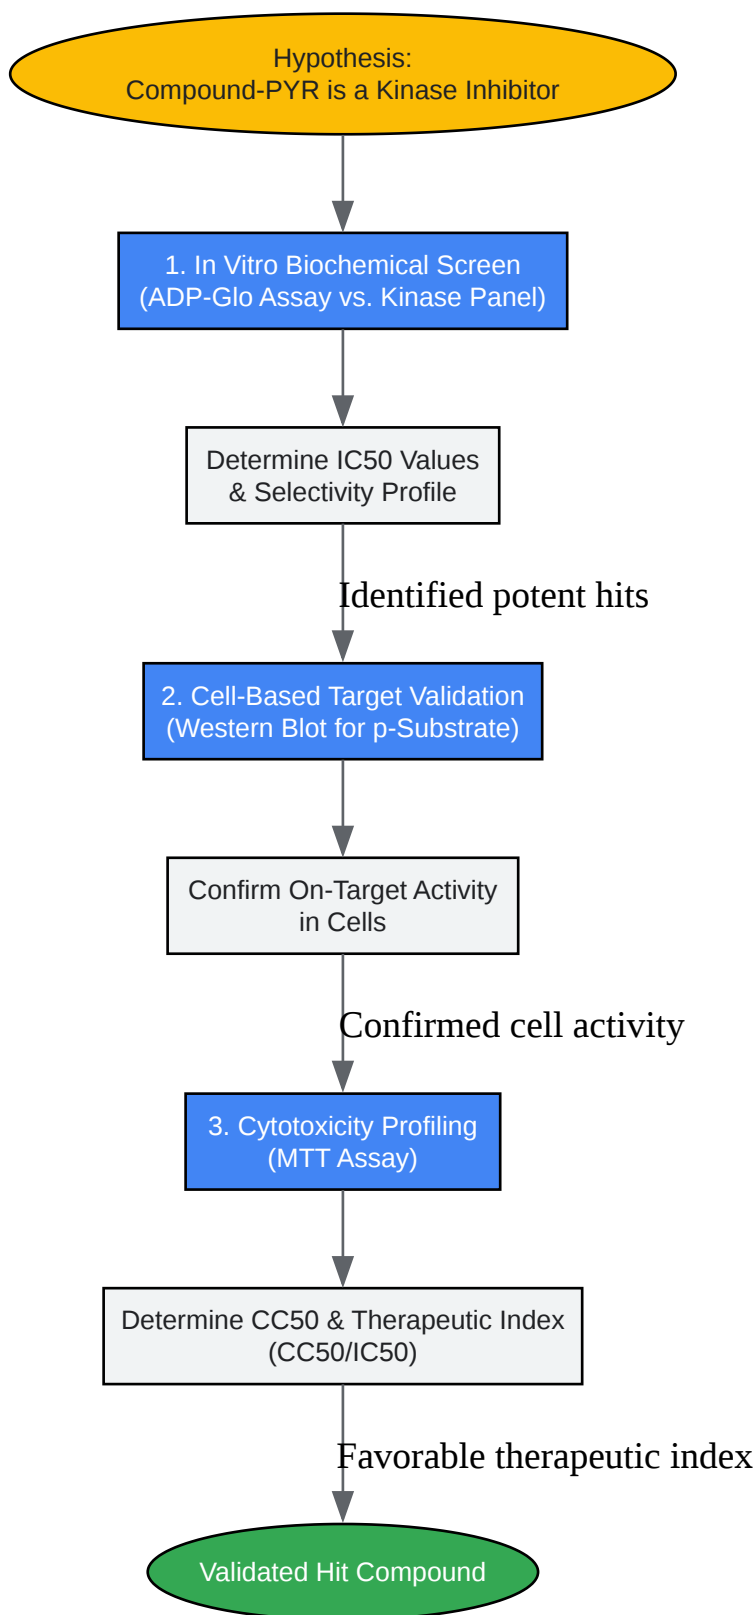 Hypothesis:
Compound-PYR is a Kinase Inhibitor
1. In Vitro Biochemical Screen
(ADP-Glo Assay vs. Kinase Panel)
Determine IC50 Values
& Selectivity Profile
Identified potent hits
2. Cell-Based Target Validation
(Western Blot for p-Substrate)
Confirm On-Target Activity
in Cells
Confirmed cell activity
3. Cytotoxicity Profiling
(MTT Assay)
Determine CC50 & Therapeutic Index
(CC50/IC50)
Favorable therapeutic index
Validated Hit Compound